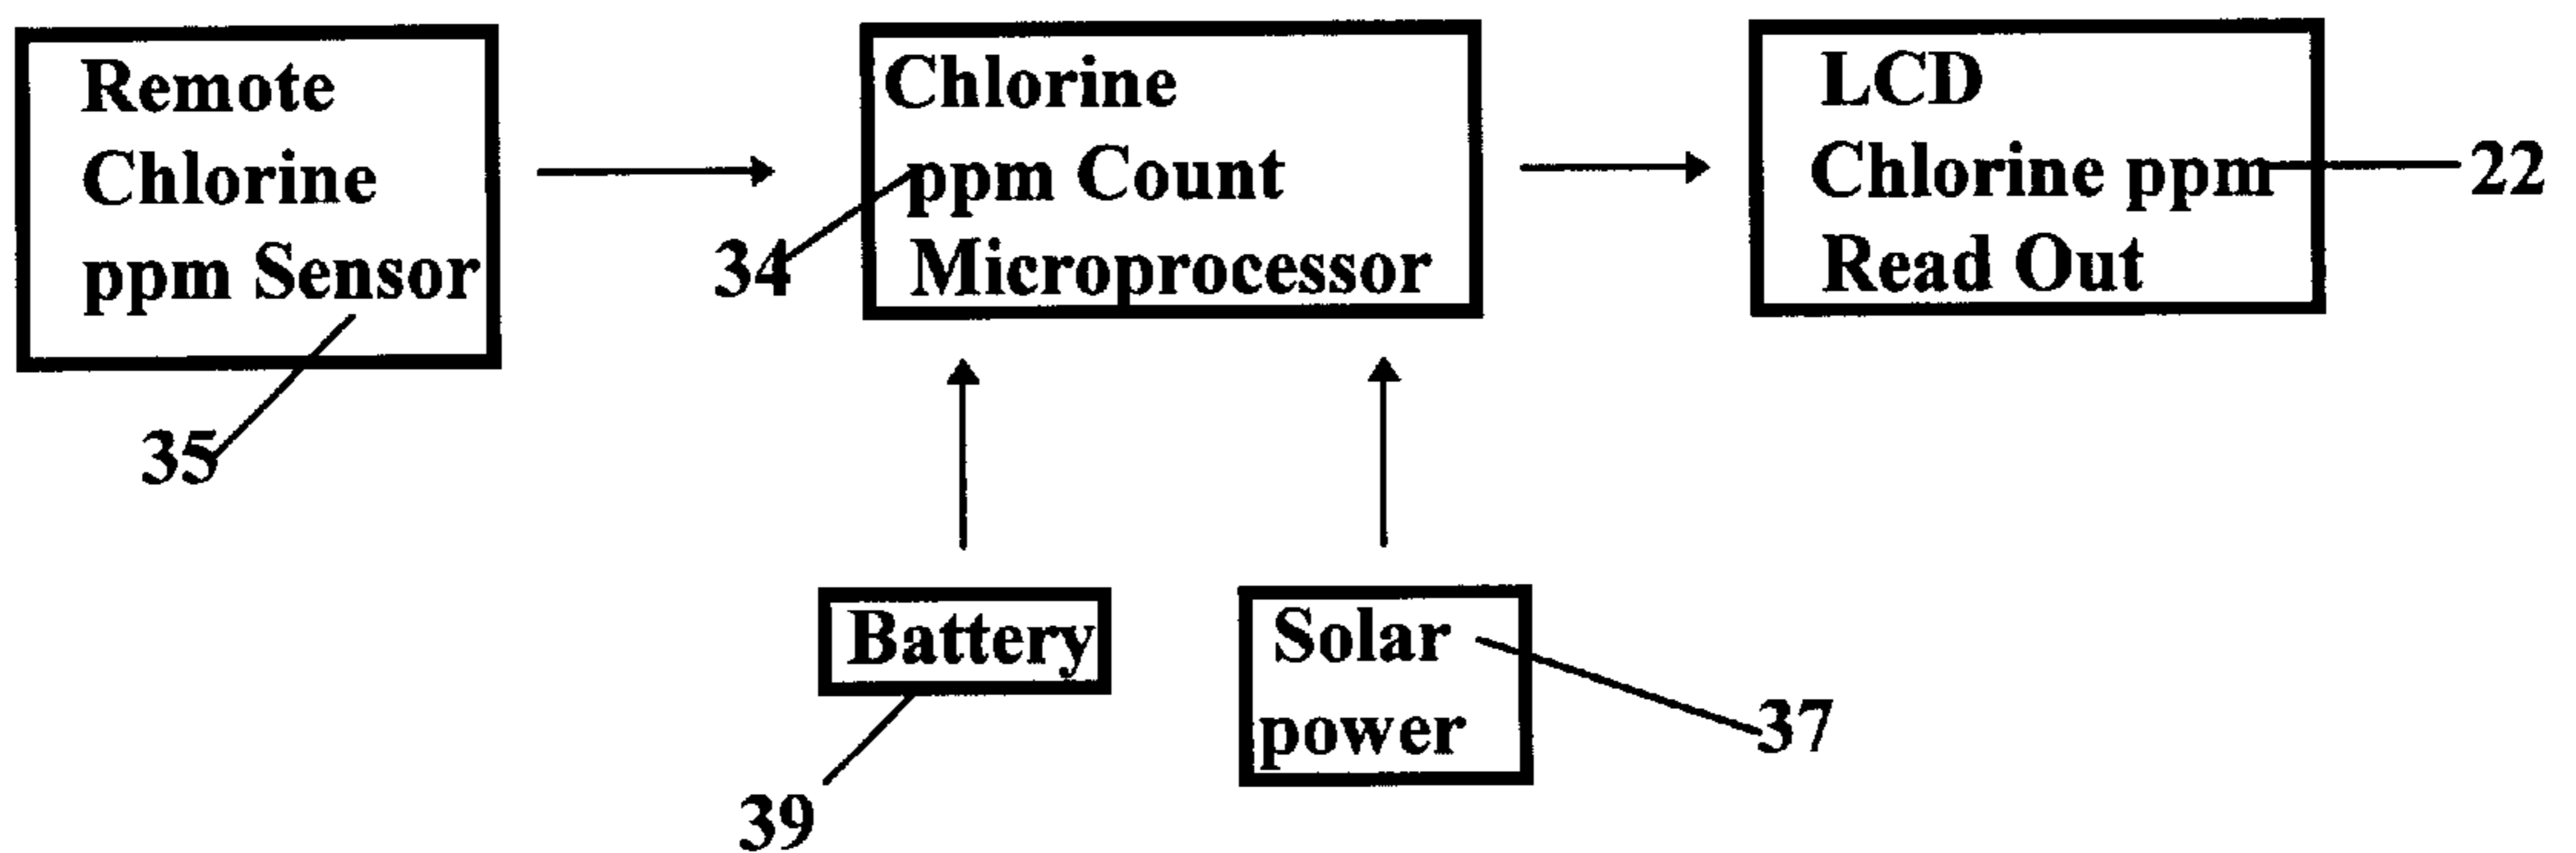 Remote
Chlorine
ppm Sensor
35
Chlorine
ppm Count
Microprocessor
34
LCD
Chlorine ppm
Read Out
22
Battery
39
Solar
power
37